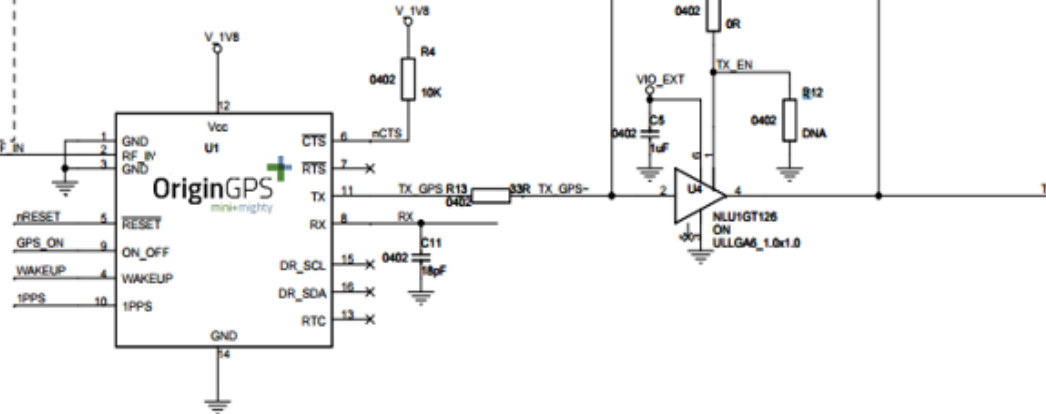 V_1V8
0402
0R
V_1V8
R4
0402
10K
TX_EN
VIO_EXT
R12
0402
DNA
C5
0402
1uF
12
Vcc
U1
1
GND
2
RF_IN
3
GND
F_IN
CTS
6
nCTS
RTS
7
OriginGPS
mini+mighty
TX
11
TX_GPS
R13
33R
0402
TX_GPS~
2
U4
6
1
4
3
NLU1GT126
ON
ULLGA6_1.0x1.0
nRESET
5
RESET
RX
8
RX
C11
0402
18pF
GPS_ON
9
ON_OFF
DR_SCL
15
WAKEUP
4
WAKEUP
DR_SDA
16
1PPS
10
1PPS
RTC
13
GND
14